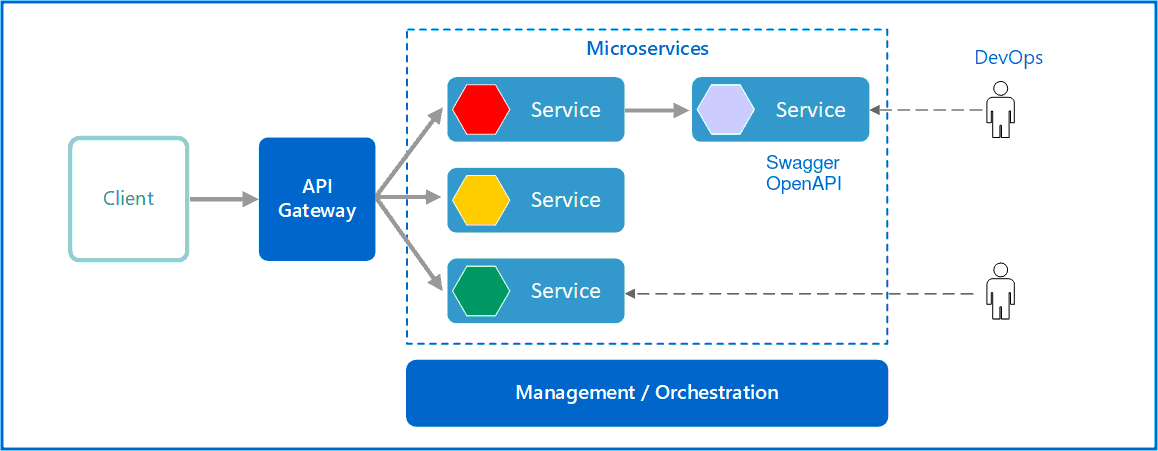 Microservices
DevOps
Service
Service
Client
API
Gateway
Service
Swagger
OpenAPI
Service
Management / Orchestration